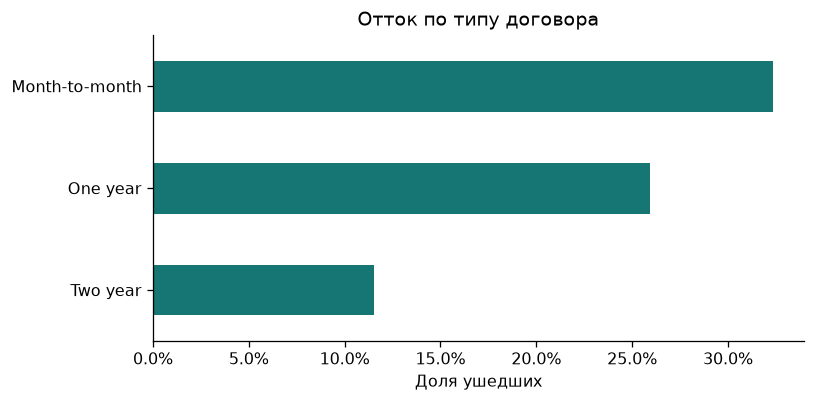 Отток по типу договора
Month-to-month
One year
Two year
0.0% 5.0% 10.0% 15.0% 20.0% 25.0% 30.0%
Доля ушедших